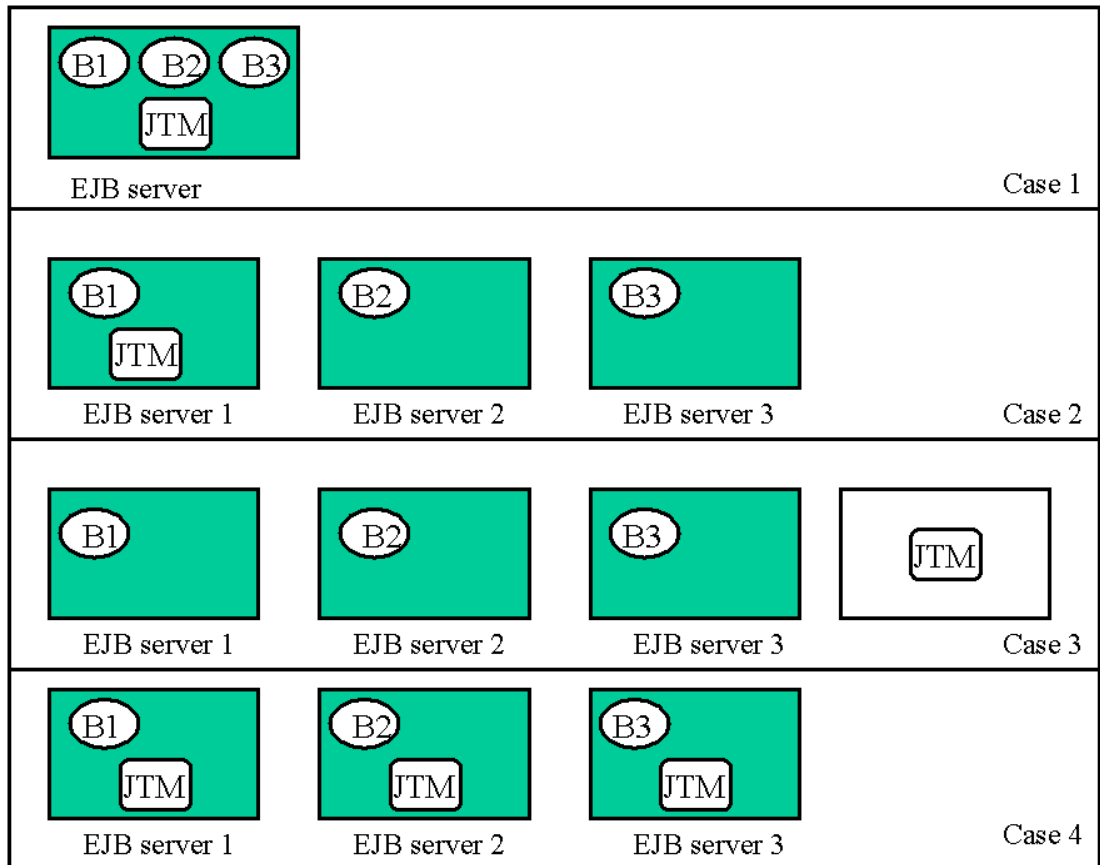 B1 B2 B3
JTM
EJB server
Case 1
B1 B2 B3
JTM
EJB server 1 EJB server 2 EJB server 3
Case 2
B1 B2 B3 JTM
EJB server 1 EJB server 2 EJB server 3
Case 3
B1 B2 B3
JTM JTM JTM
EJB server 1 EJB server 2 EJB server 3
Case 4